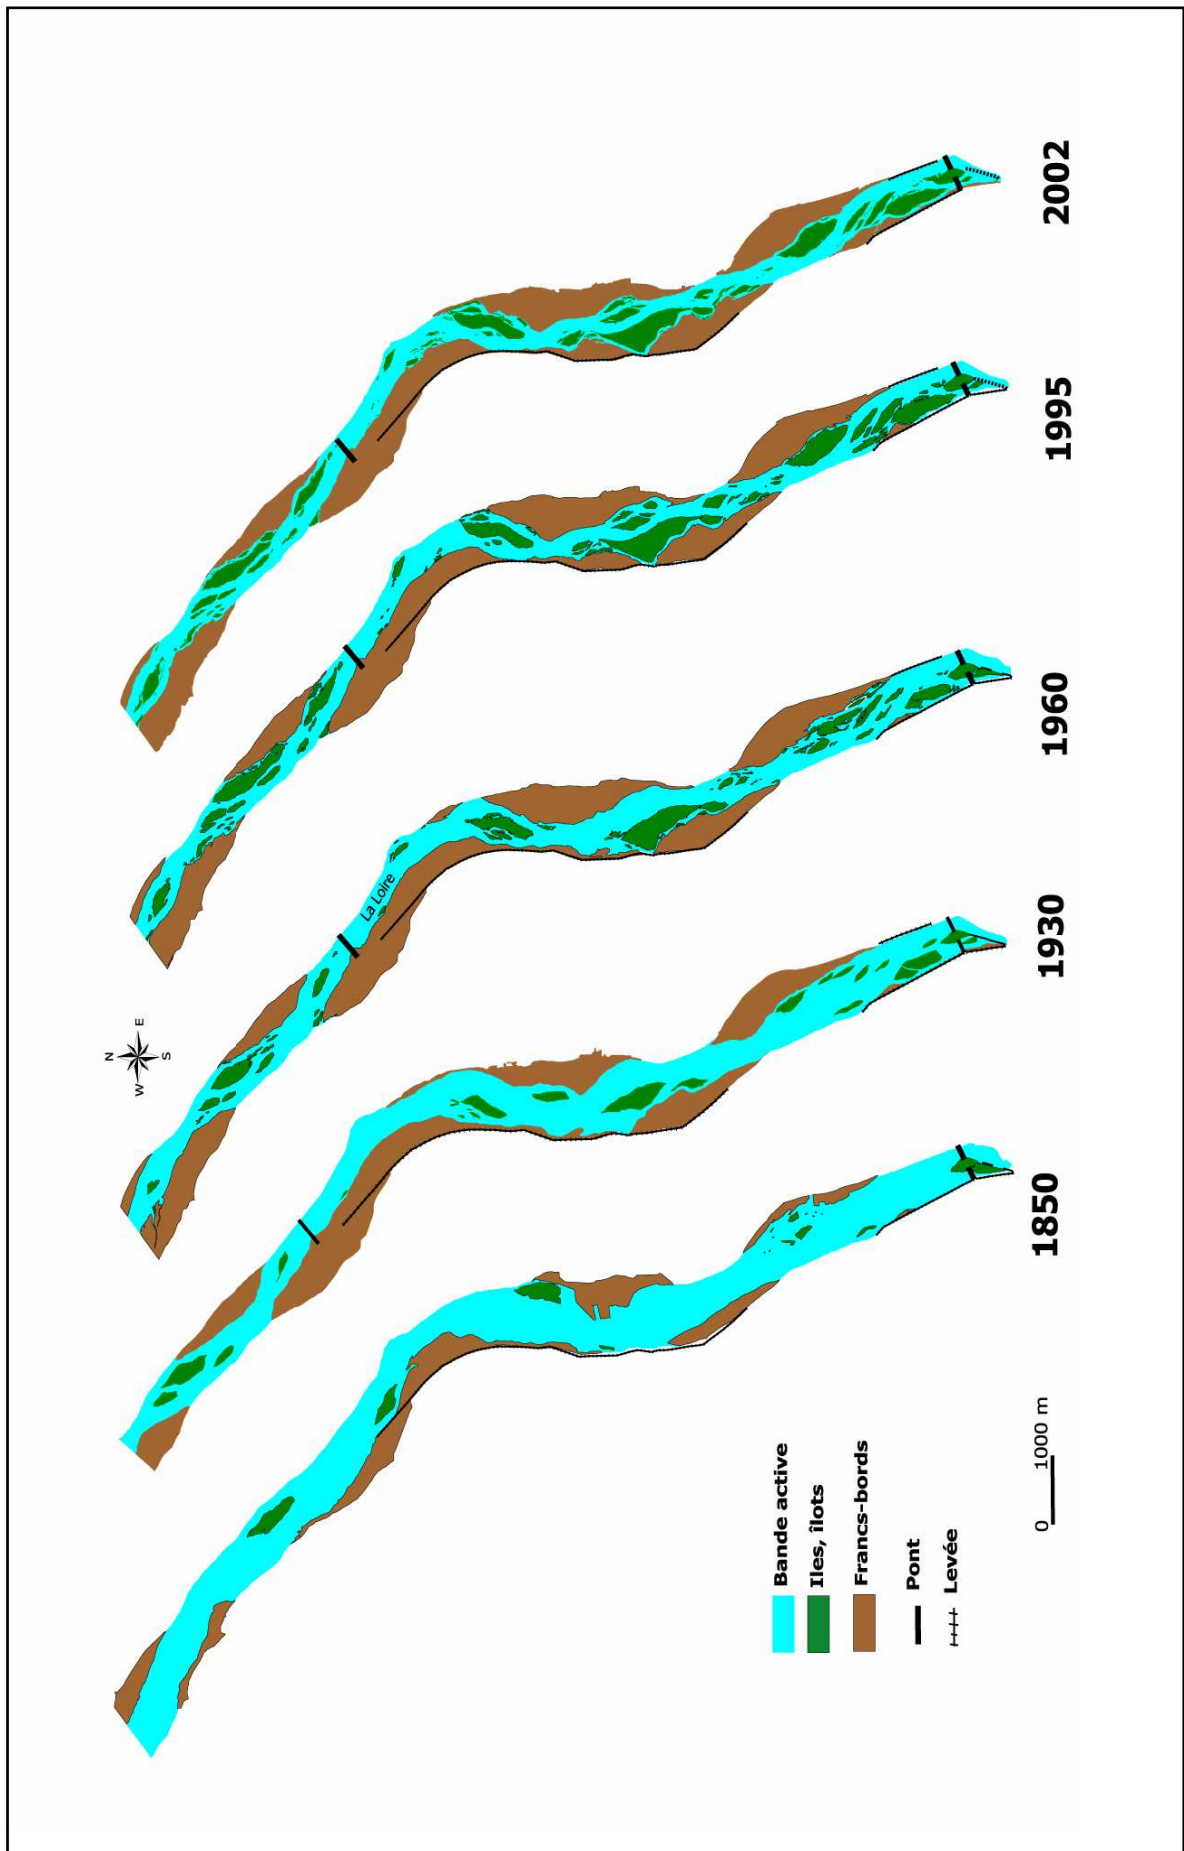 2002
1995
1960
1930
1850
La Loire
N
E
S
W
Bande active
Iles, îlots
Francs-bords
Pont
Levée
0 1000 m